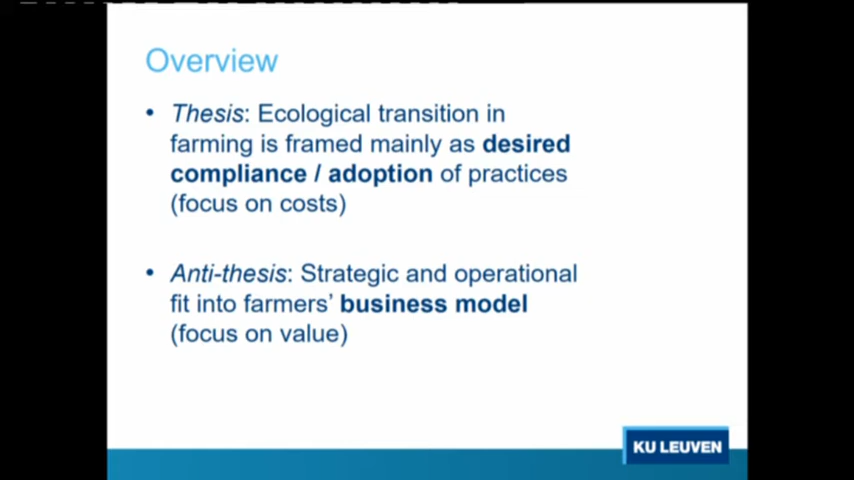 Overview
• Thesis: Ecological transition in
farming is framed mainly as desired
compliance / adoption of practices
(focus on costs)
• Anti-thesis: Strategic and operational
fit into farmers’ business model
(focus on value)
KU LEUVEN